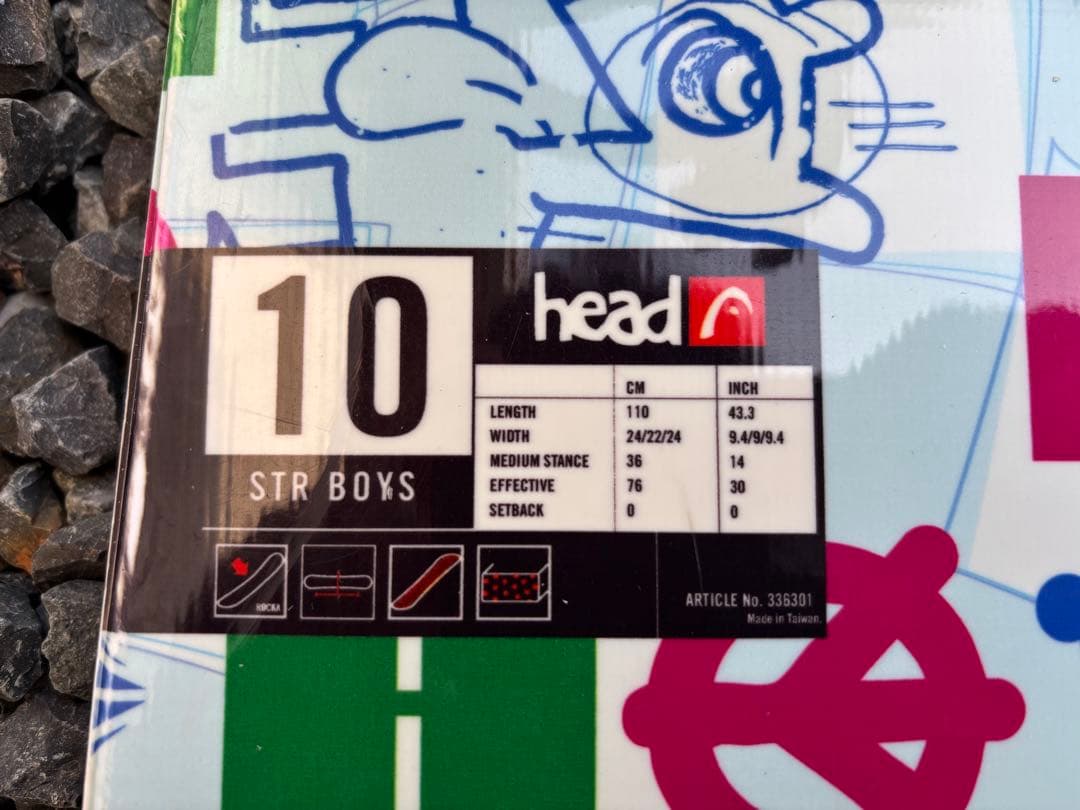 10
STR BOYS
head
CM INCH
LENGTH 110 43.3
WIDTH 24/22/24 9.4/9/9.4
MEDIUM STANCE 36 14
EFFECTIVE 76 30
SETBACK 0 0
ROCKA
ARTICLE No. 336301
Made in Taiwan.